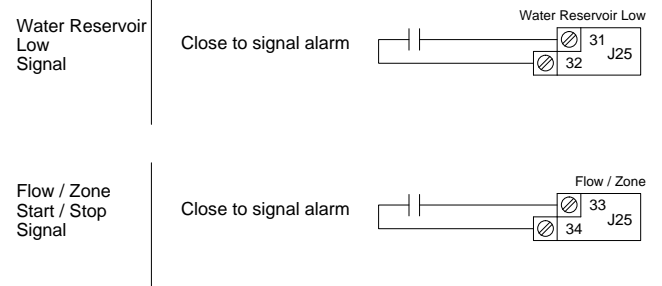 Water Reservoir
Low
Signal
Close to signal alarm
Water Reservoir Low
31
32
J25
Flow / Zone
Start / Stop
Signal
Close to signal alarm
Flow / Zone
33
34
J25